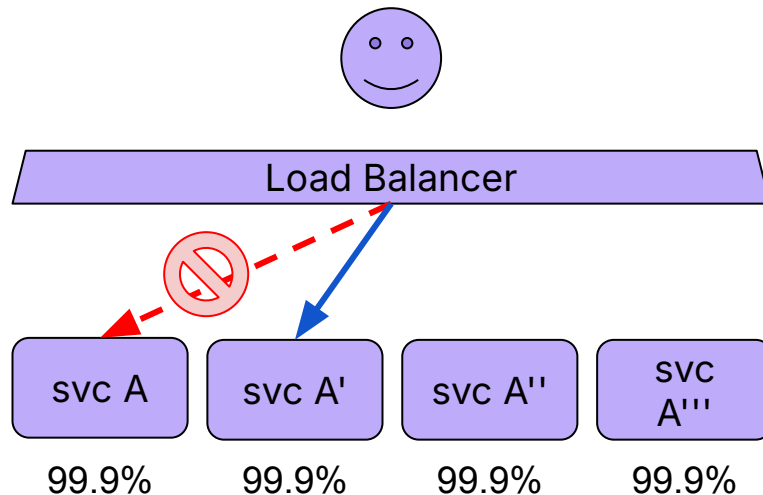 Load Balancer
svc A
svc A'
svc A''
svc
A'''
99.9%
99.9%
99.9%
99.9%